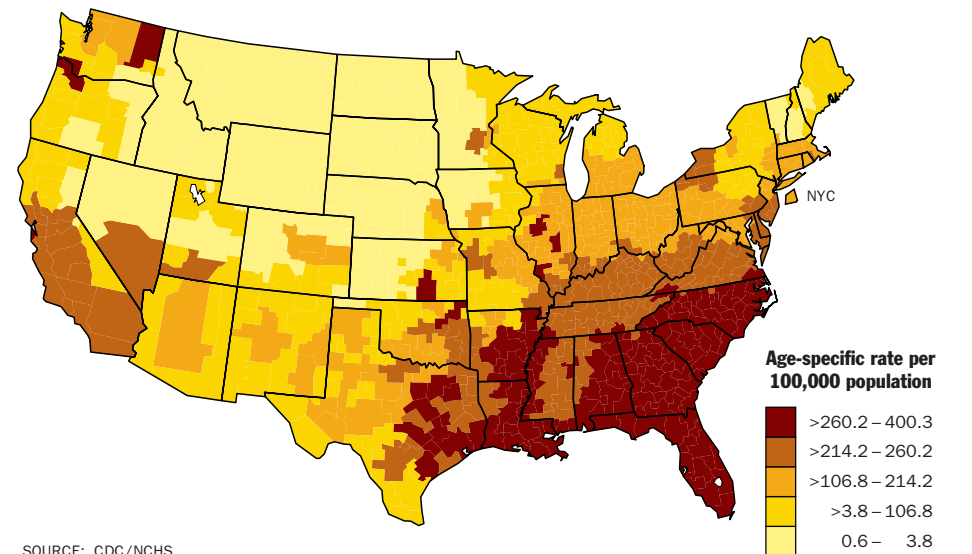 NYC
Age-specific rate per
100,000 population
>260.2 – 400.3
>214.2 – 260.2
>106.8 – 214.2
>3.8 – 106.8
0.6 – 3.8
SOURCE: CDC/NCHS